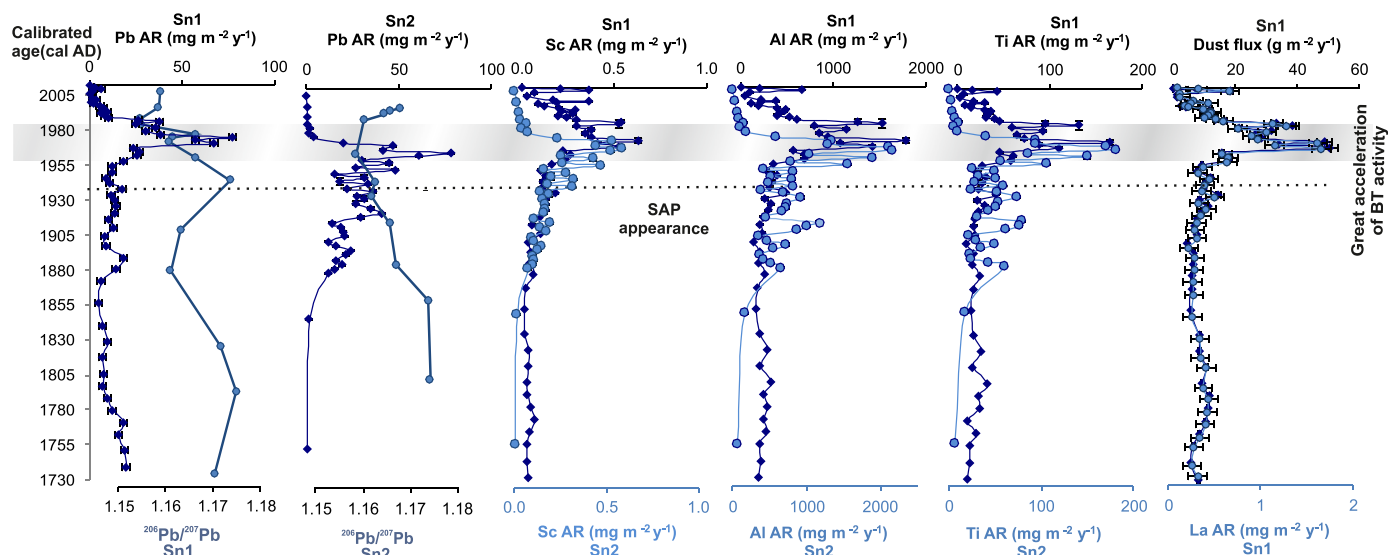 Calibrated
age(cal AD)
Sn1
Pb AR (mg m⁻² y⁻¹)
0 50 100
Sn2
Pb AR (mg m⁻² y⁻¹)
0 50 100
Sn1
Sc AR (mg m⁻² y⁻¹)
0.0 0.5 1.0
Sn1
Al AR (mg m⁻² y⁻¹)
0 1000 2000
Sn1
Ti AR (mg m⁻² y⁻¹)
0 100 200
Sn1
Dust flux (g m⁻² y⁻¹)
0 20 40 60
2005
1980
1955
1930
1905
1880
1855
1830
1805
1780
1755
1730
SAP
appearance
Great acceleration
of BT activity
1.15 1.16 1.17 1.18
²⁰⁶Pb/²⁰⁷Pb
Sn1
1.15 1.16 1.17 1.18
²⁰⁶Pb/²⁰⁷Pb
Sn2
0.0 0.5 1.0
Sc AR (mg m⁻² y⁻¹)
Sn2
0 1000 2000
Al AR (mg m⁻² y⁻¹)
Sn2
0 100 200
Ti AR (mg m⁻² y⁻¹)
Sn2
0 1 2
La AR (mg m⁻² y⁻¹)
Sn1